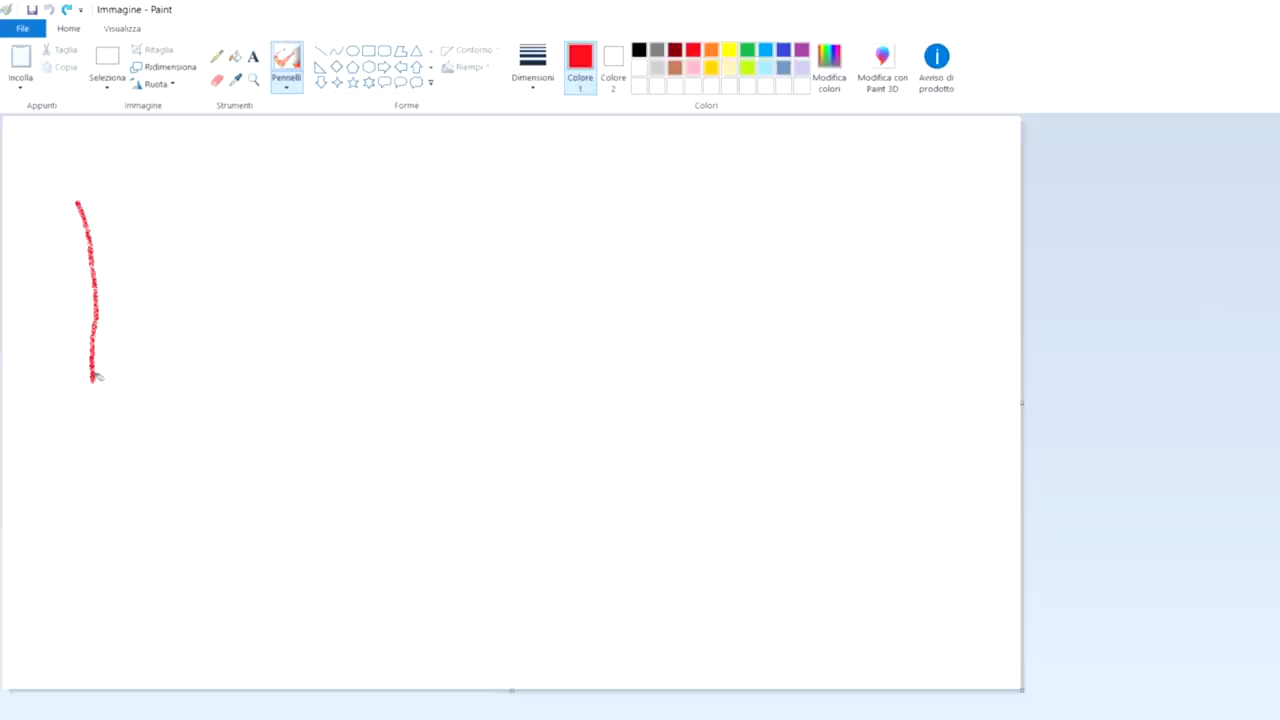 Immagine - Paint
File Home Visualizza
Incolla
Taglia
Copia
Appunti
Seleziona
Ritaglia
Ridimensiona
Ruota
Immagine
A
Strumenti
Pennelli
Contorno
Riempi
Forme
Dimensioni
Colore
1
Colore
2
Modifica
colori
Modifica con
Paint 3D
Avviso di
prodotto
Colori